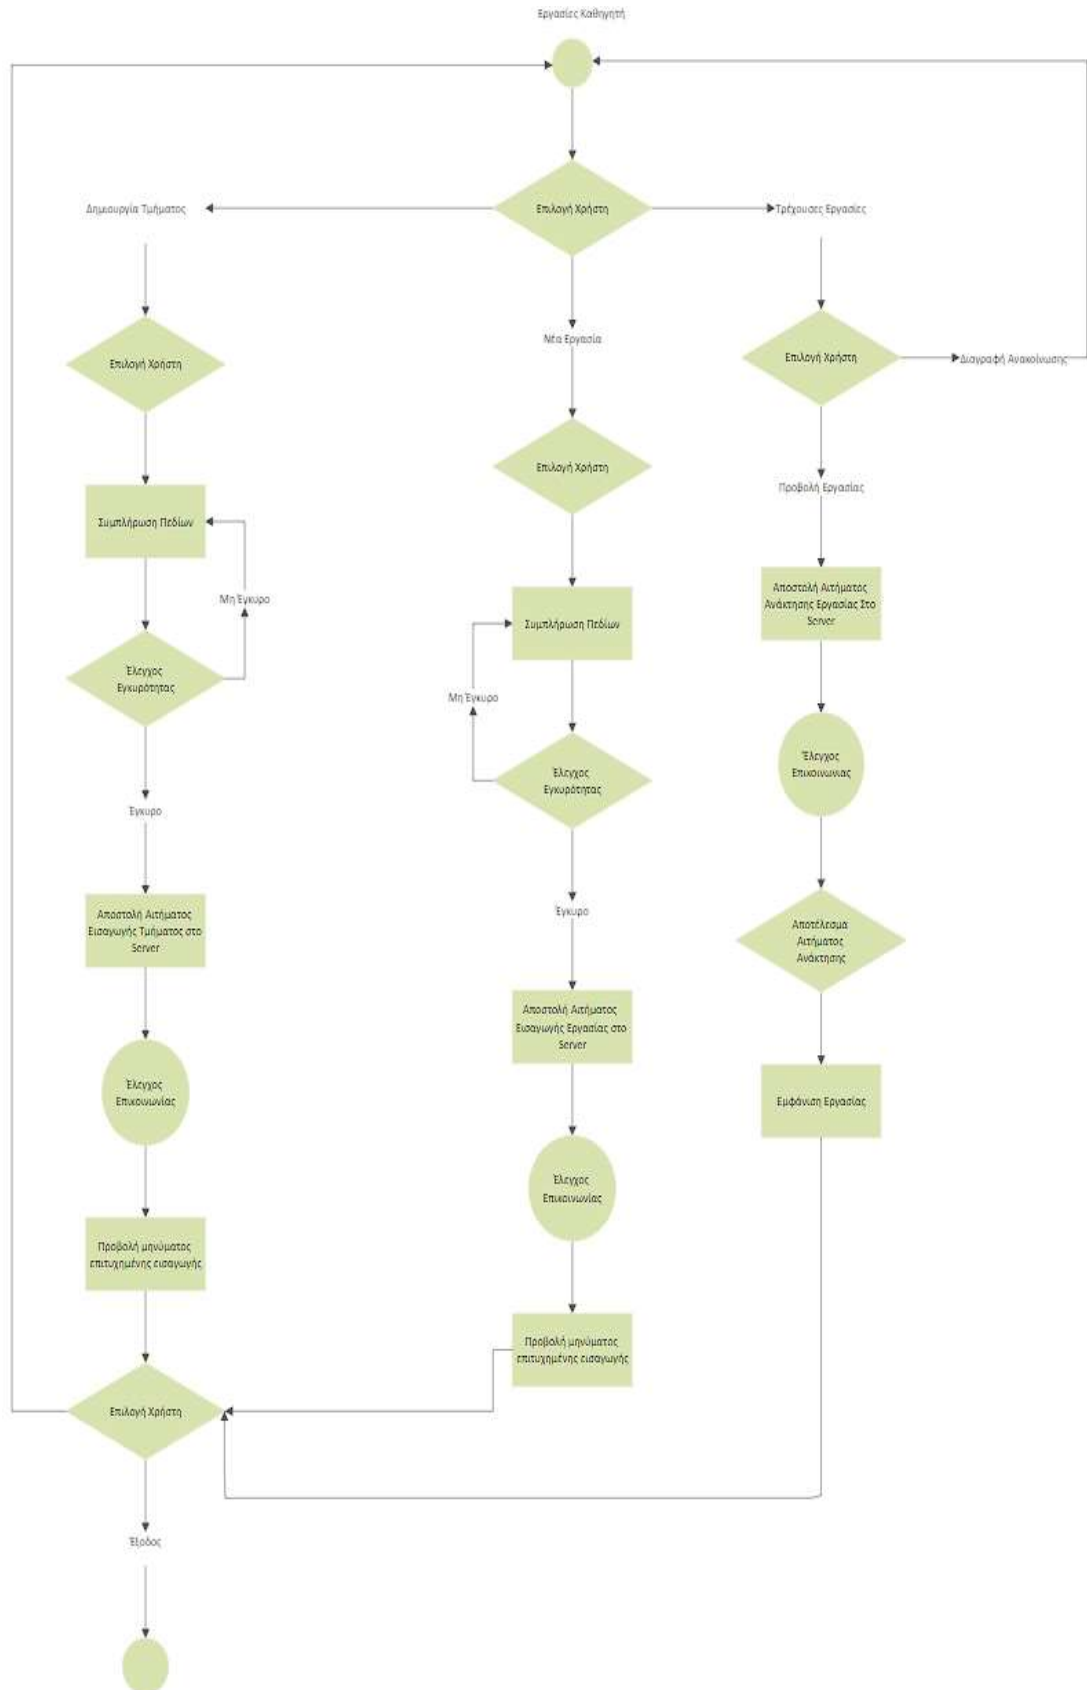 Εργασίες Καθηγητή
Δημιουργία Τμήματος
Επιλογή Χρήστη
Τρέχουσες Εργασίες
Νέα Εργασία
Επιλογή Χρήστη
Επιλογή Χρήστη
Διαγραφή Ανακοίνωσης
Επιλογή Χρήστη
Προβολή Εργασίας
Συμπλήρωση Πεδίων
Μη Έγκυρο
Αποστολή Αιτήματος
Ανάκτησης Εργασίας Στο
Server
Συμπλήρωση Πεδίων
Έλεγχος
Εγκυρότητας
Μη Έγκυρο
Έλεγχος
Επικοινωνιας
Έλεγχος
Εγκυρότητας
Έγκυρο
Αποστολή Αιτήματος
Εισαγωγής Τμήματος στο
Server
Έγκυρο
Αποτέλεσμα
Αιτήματος
Ανάκτησης
Αποστολή Αιτήματος
Εισαγωγής Εργασίας στο
Server
Έλεγχος
Επικοινωνίας
Εμφάνιση Εργασίας
Έλεγχος
Επικοινωνίας
Προβολή μηνύματος
επιτυχημένης εισαγωγής
Προβολή μηνύματος
επιτυχημένης εισαγωγής
Επιλογή Χρήστη
Έξοδος